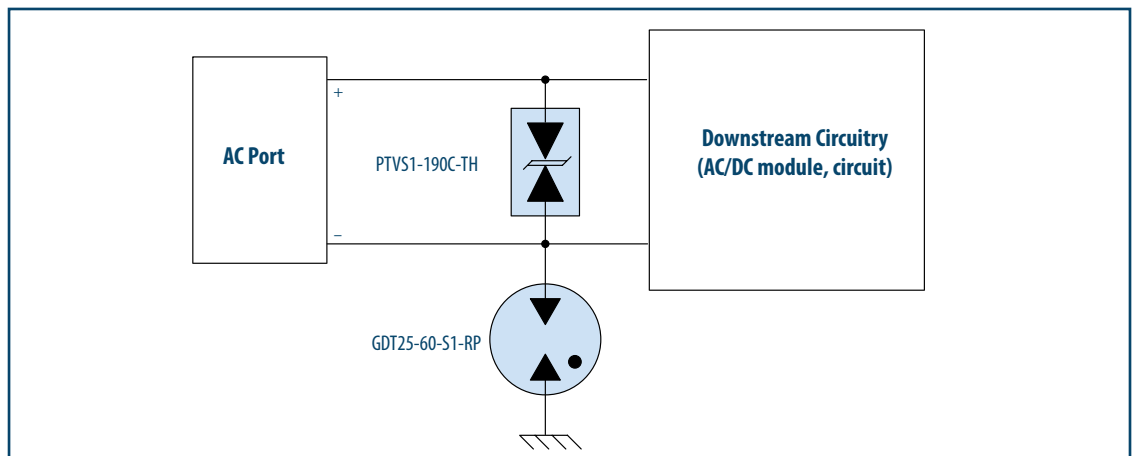 AC Port
+
–
PTVS1-190C-TH
Downstream Circuitry
(AC/DC module, circuit)
GDT25-60-S1-RP